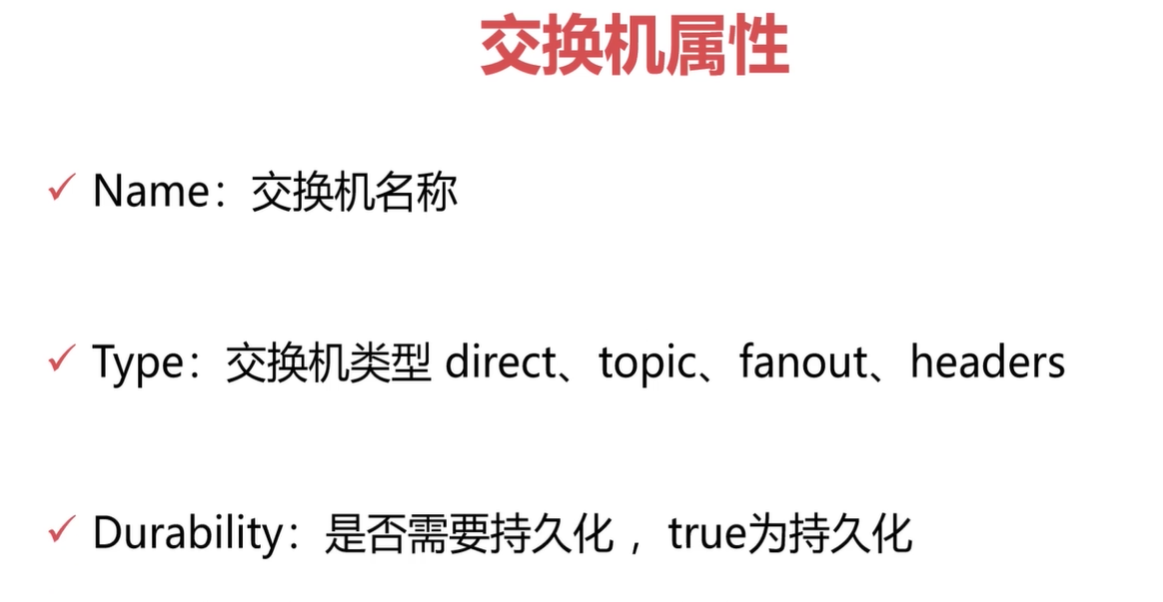 交换机属性
✓ Name：交换机名称
✓ Type：交换机类型 direct、topic、fanout、headers
✓ Durability：是否需要持久化 ，true为持久化